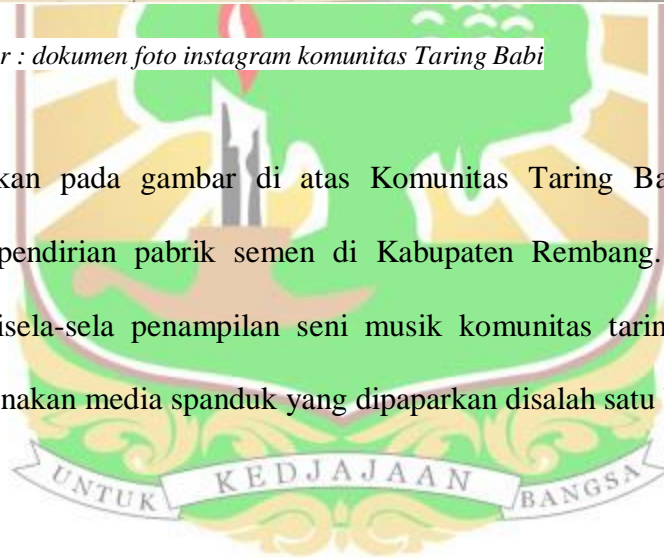 r : dokumen foto instagram komunitas Taring Babi
kan pada gambar di atas Komunitas Taring Ba
pendirian pabrik semen di Kabupaten Rembang.
isela-sela penampilan seni musik komunitas tarin
nakan media spanduk yang dipaparkan disalah satu
UNTUK KEDJAJAAN BANGSA